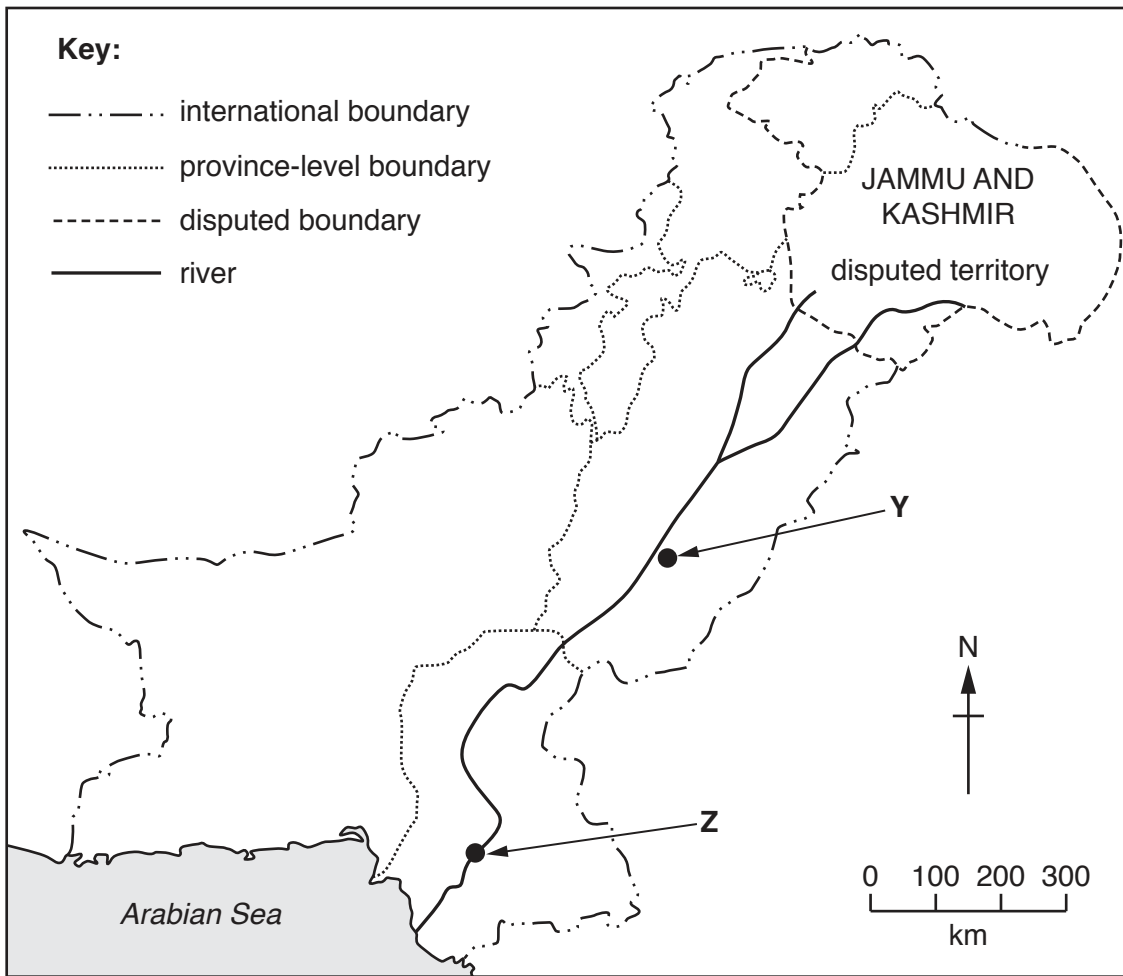 Key:
international boundary
province-level boundary
disputed boundary
river
JAMMU AND
KASHMIR
disputed territory
Y
N
Z
0 100 200 300
km
Arabian Sea